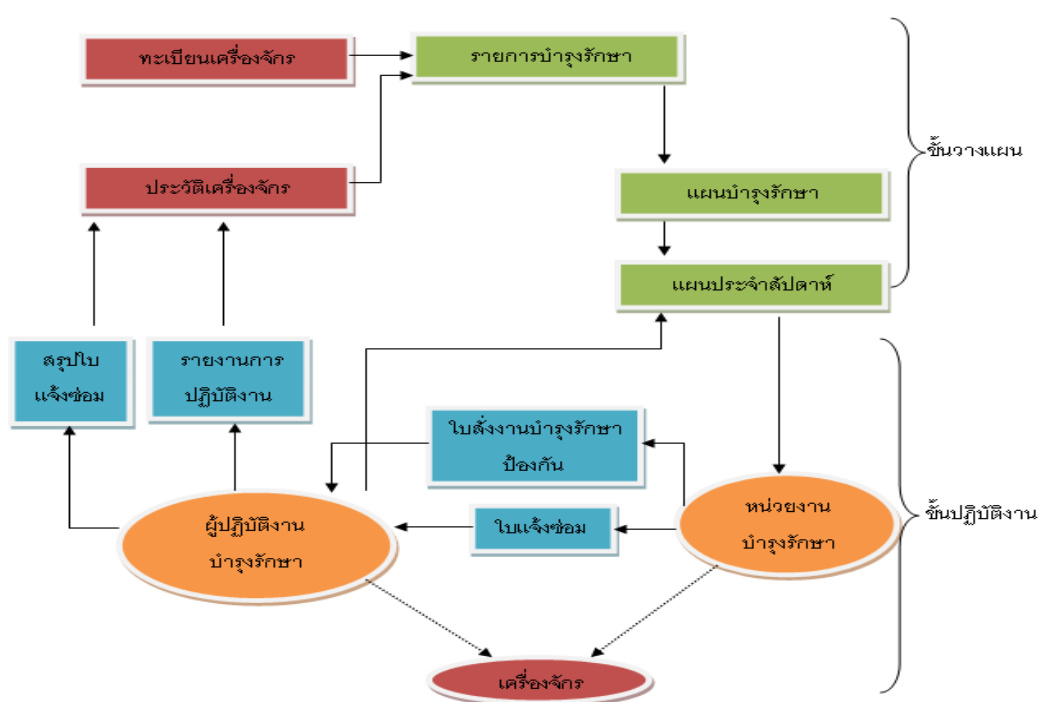 ทะเบียนเครื่องจักร
รายการบำรุงรักษา
ขั้นวางแผน
ประวัติเครื่องจักร
แผนบำรุงรักษา
แผนประจำสัปดาห์
สรุปใบ
แจ้งซ่อม
รายงานการ
ปฏิบัติงาน
ใบสั่งงานบำรุงรักษา
ป้องกัน
ใบแจ้งซ่อม
ผู้ปฏิบัติงาน
บำรุงรักษา
หน่วยงาน
บำรุงรักษา
ขั้นปฏิบัติงาน
เครื่องจักร